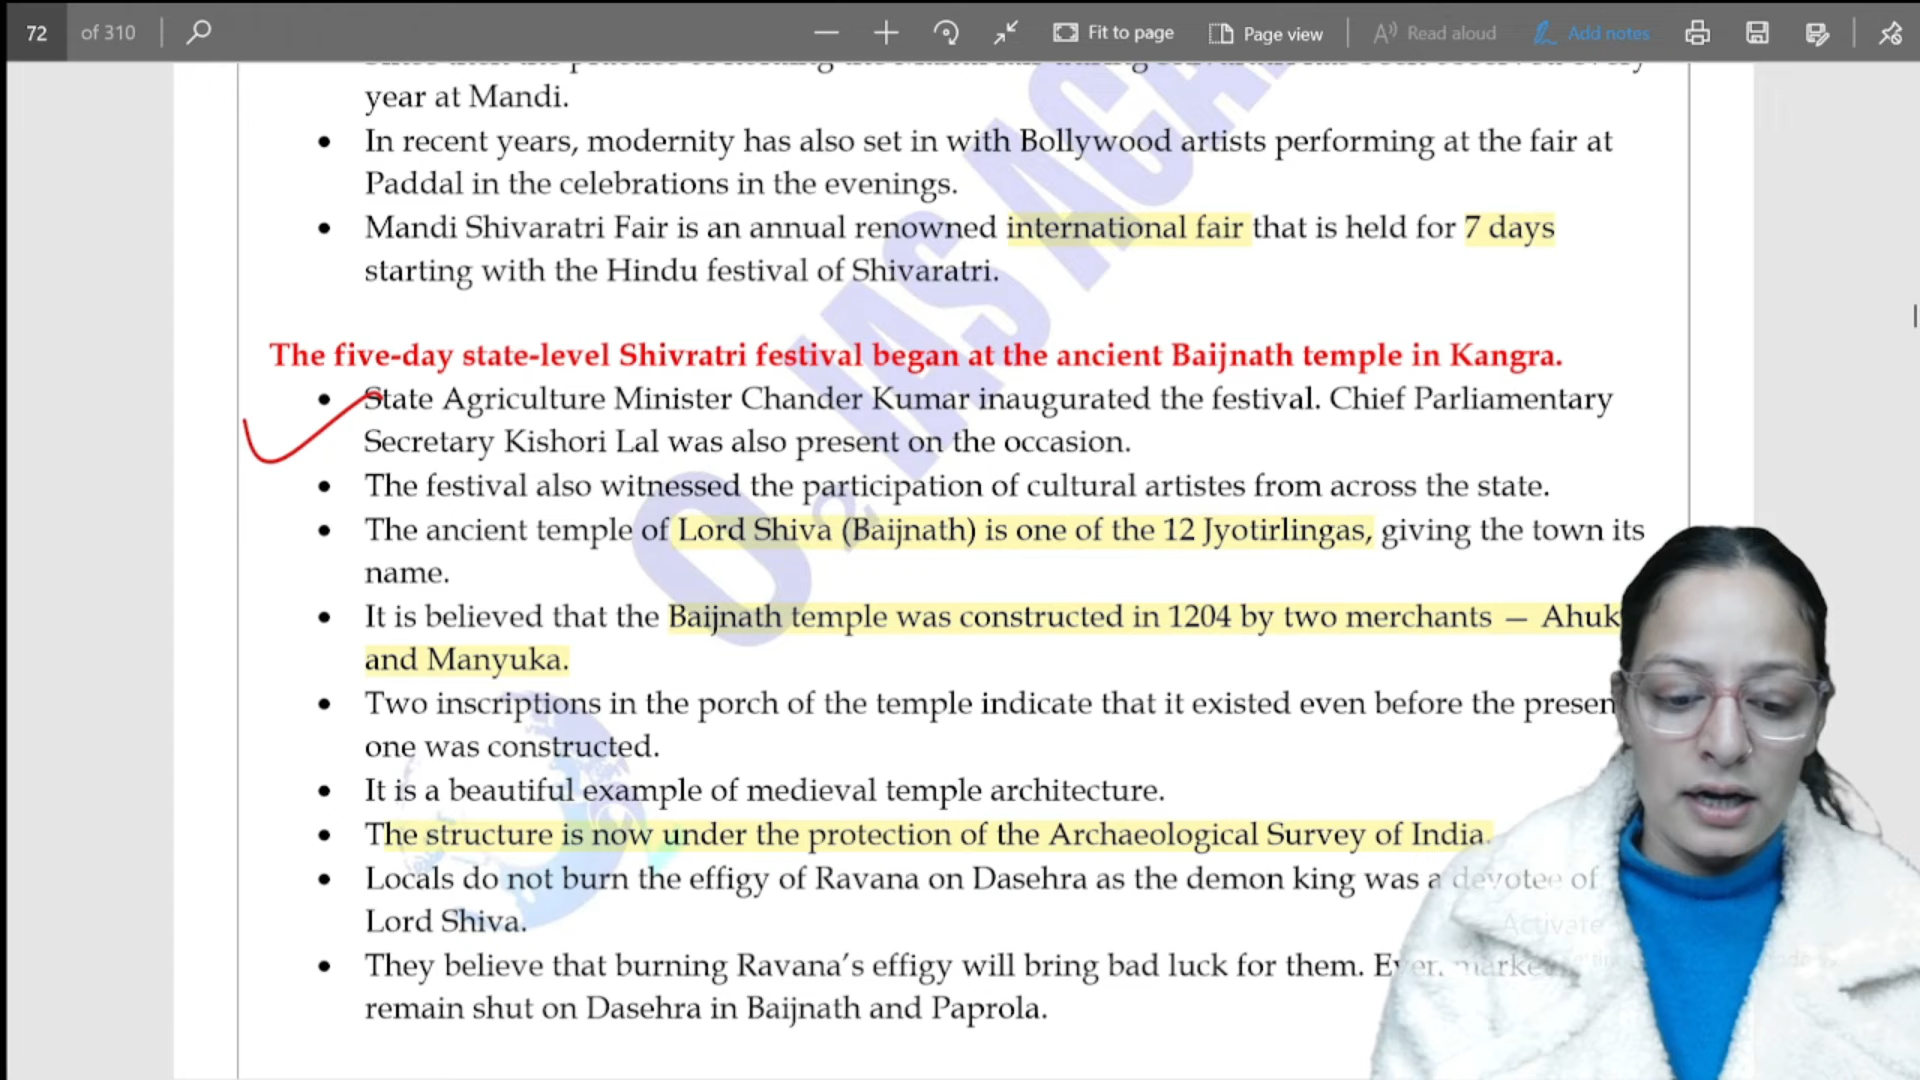 72 of 310
Fit to page
Page view
Read aloud
Add notes
year at Mandi.
• In recent years, modernity has also set in with Bollywood artists performing at the fair at
Paddal in the celebrations in the evenings.
• Mandi Shivaratri Fair is an annual renowned international fair that is held for 7 days
starting with the Hindu festival of Shivaratri.
The five-day state-level Shivratri festival began at the ancient Baijnath temple in Kangra.
• State Agriculture Minister Chander Kumar inaugurated the festival. Chief Parliamentary
Secretary Kishori Lal was also present on the occasion.
• The festival also witnessed the participation of cultural artistes from across the state.
• The ancient temple of Lord Shiva (Baijnath) is one of the 12 Jyotirlingas, giving the town its
name.
• It is believed that the Baijnath temple was constructed in 1204 by two merchants — Ahuk
and Manyuka.
• Two inscriptions in the porch of the temple indicate that it existed even before the presen
one was constructed.
• It is a beautiful example of medieval temple architecture.
• The structure is now under the protection of the Archaeological Survey of India.
• Locals do not burn the effigy of Ravana on Dasehra as the demon king was a devotee of
Lord Shiva.
Activate
• They believe that burning Ravana's effigy will bring bad luck for them. Even market
remain shut on Dasehra in Baijnath and Paprola.
O2 IAS ACA